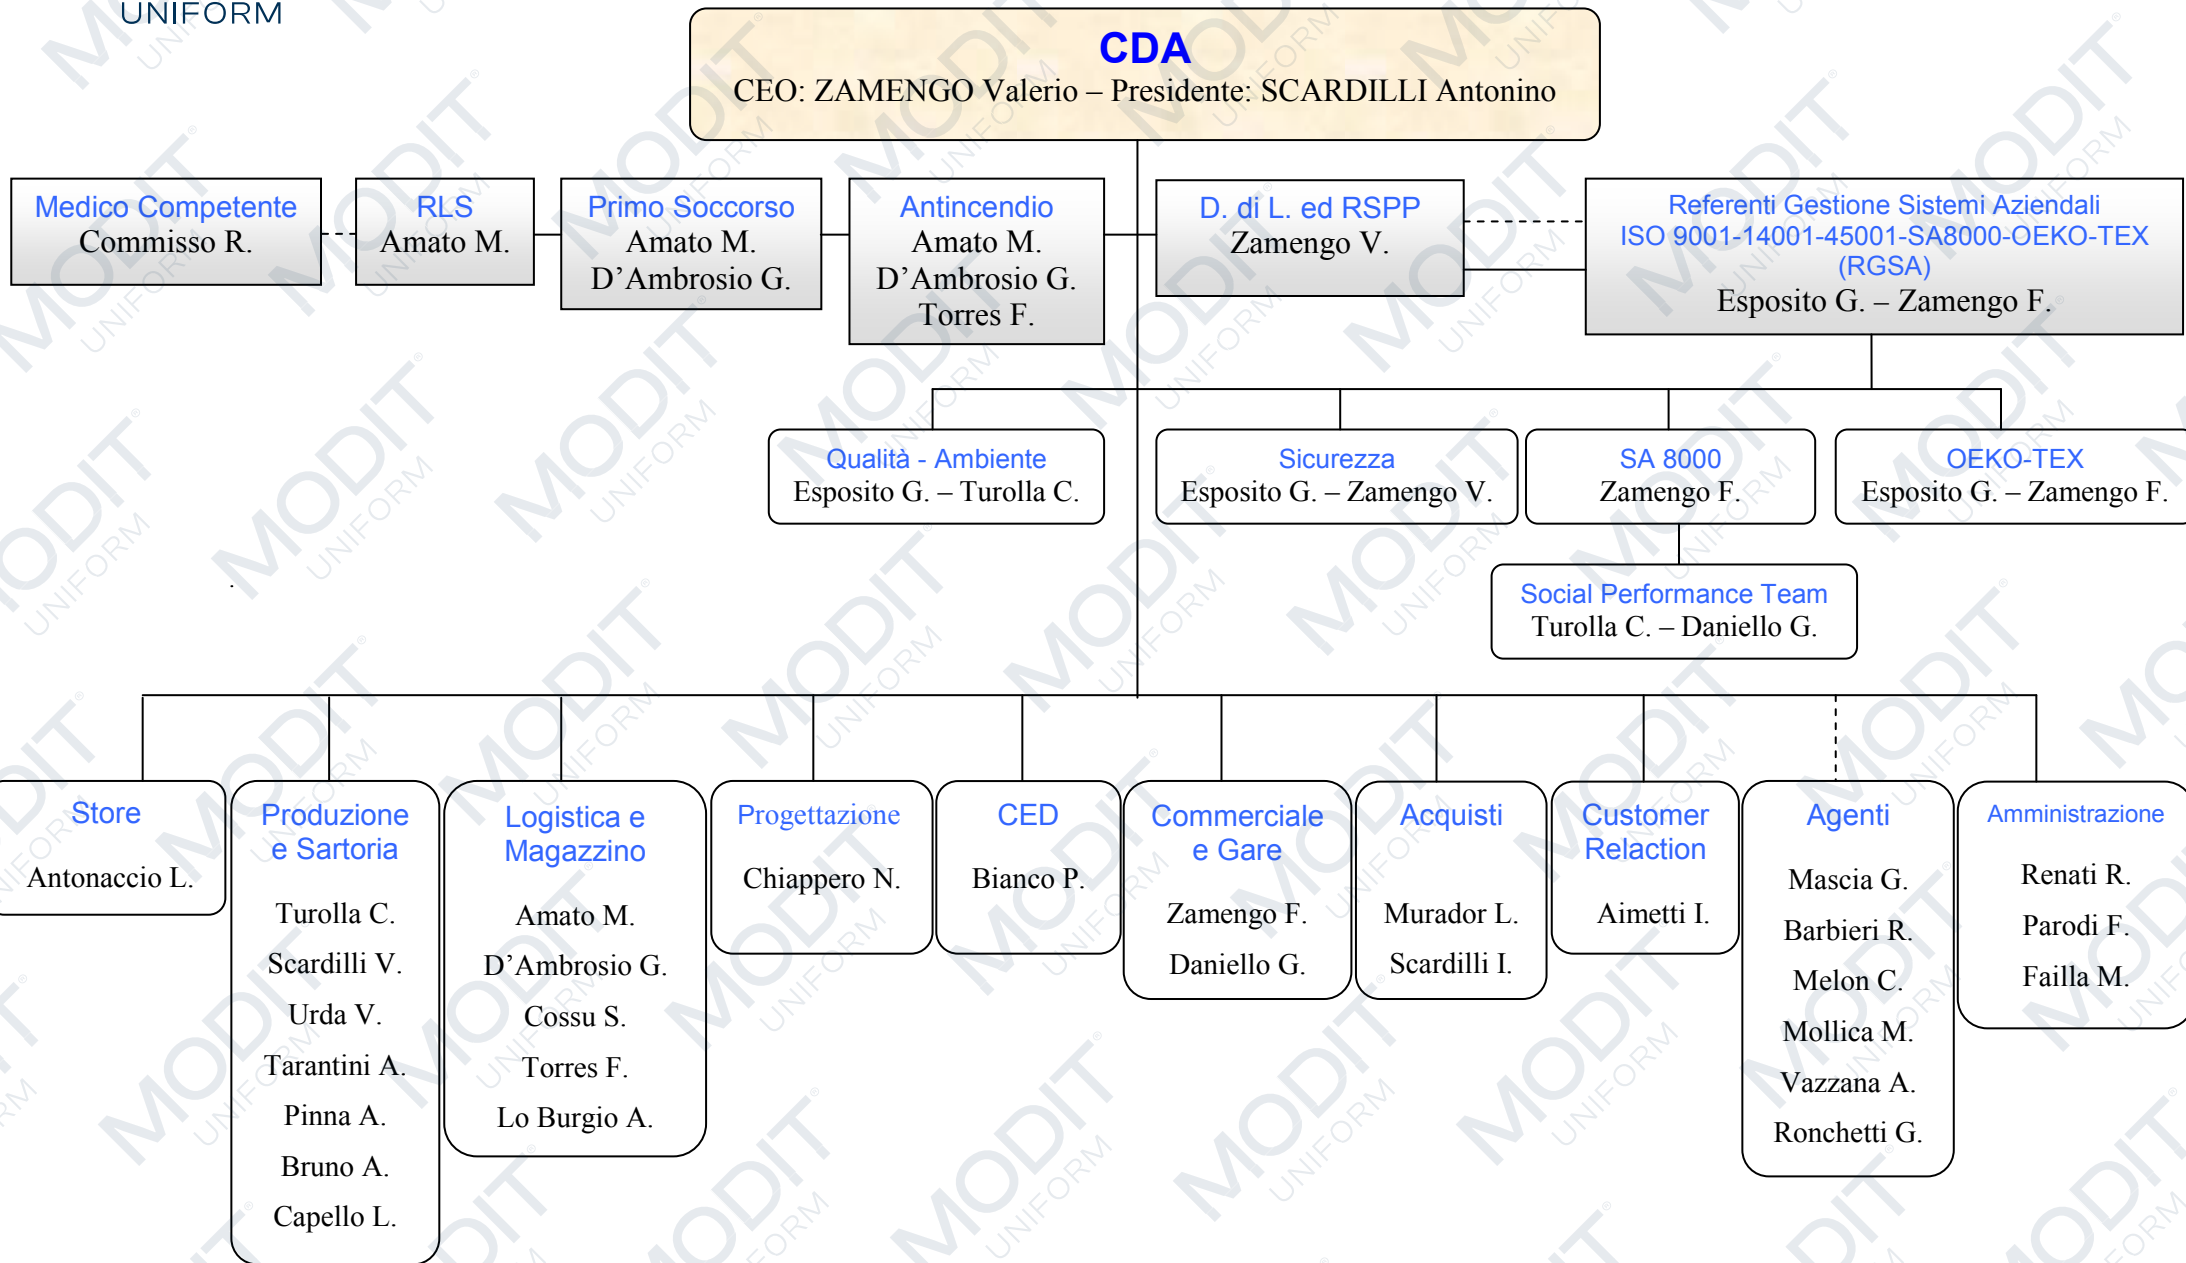 UNIFORM
CDA
CEO: ZAMENGO Valerio – Presidente: SCARDILLI Antonino
Medico Competente
Commisso R.
RLS
Amato M.
Primo Soccorso
Amato M.
D’Ambrosio G.
Antincendio
Amato M.
D’Ambrosio G.
Torres F.
D. di L. ed RSPP
Zamengo V.
Referenti Gestione Sistemi Aziendali
ISO 9001-14001-45001-SA8000-OEKO-TEX
(RGSA)
Esposito G. – Zamengo F.
Qualità - Ambiente
Esposito G. – Turolla C.
Sicurezza
Esposito G. – Zamengo V.
SA 8000
Zamengo F.
OEKO-TEX
Esposito G. – Zamengo F.
Social Performance Team
Turolla C. – Daniello G.
Store
Antonaccio L.
Produzione
e Sartoria
Turolla C.
Scardilli V.
Urda V.
Tarantini A.
Pinna A.
Bruno A.
Capello L.
Logistica e
Magazzino
Amato M.
D’Ambrosio G.
Cossu S.
Torres F.
Lo Burgio A.
Progettazione
Chiappero N.
CED
Bianco P.
Commerciale
e Gare
Zamengo F.
Daniello G.
Acquisti
Murador L.
Scardilli I.
Customer
Relaction
Aimetti I.
Agenti
Mascia G.
Barbieri R.
Melon C.
Mollica M.
Vazzana A.
Ronchetti G.
Amministrazione
Renati R.
Parodi F.
Failla M.
MODIT
UNIFORM